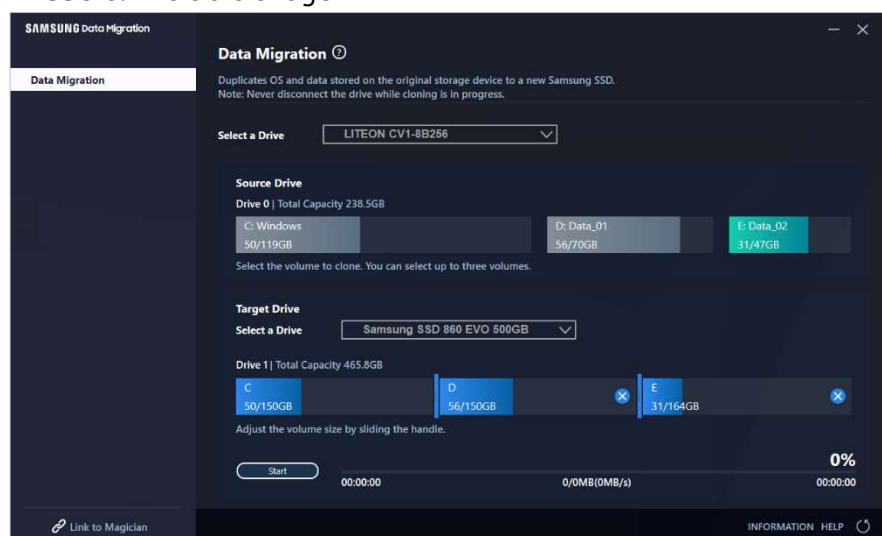 SAMSUNG Data Migration
Data Migration
Data Migration ?
Duplicates OS and data stored on the original storage device to a new Samsung SSD.
Note: Never disconnect the drive while cloning is in progress.
Select a Drive LITEON CV1-8B256
Source Drive
Drive 0 | Total Capacity 238.5GB
C: Windows D: Data_01 E: Data_02
50/119GB 56/70GB 31/47GB
Select the volume to clone. You can select up to three volumes.
Target Drive
Select a Drive Samsung SSD 860 EVO 500GB
Drive 1 | Total Capacity 465.8GB
C D E
50/150GB 56/150GB 31/164GB
Adjust the volume size by sliding the handle.
0%
Start
00:00:00 0/0MB(0MB/s) 00:00:00
Link to Magician INFORMATION HELP